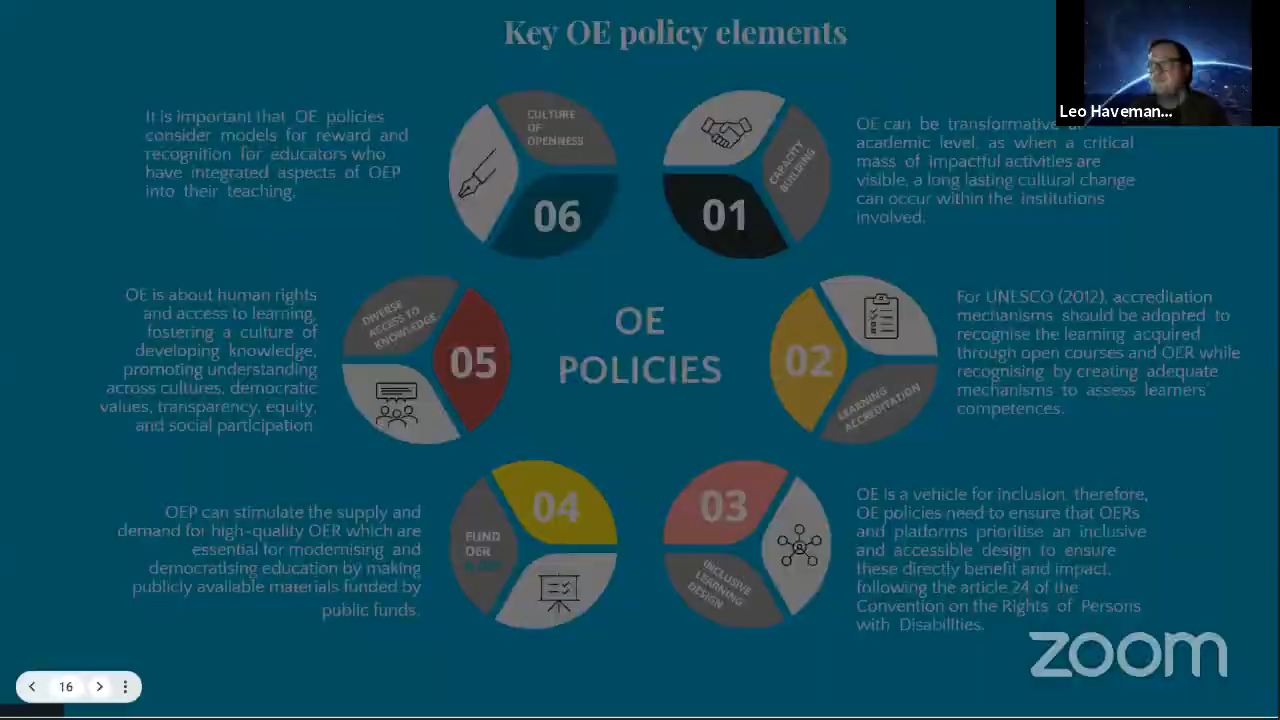 Key OE policy elements
Leo Haveman...
It is important that OE policies
consider models for reward and
recognition for educators who
have integrated aspects of OEP
into their teaching.
CULTURE
OF
OPENNESS
06
CAPACITY
BUILDING
01
OE can be transformative at
academic level, as when a critical
mass of impactful activities are
visible, a long lasting cultural change
can occur within the institutions
involved.
OE is about human rights
and access to learning,
fostering a culture of
developing knowledge,
promoting understanding
across cultures, democratic
values, transparency, equity,
and social participation
DIVERSE
ACCESS TO
KNOWLEDGE
05
OE
POLICIES
02
LEARNING
ACCREDITATION
For UNESCO (2012), accreditation
mechanisms should be adopted to
recognise the learning acquired
through open courses and OER while
recognising by creating adequate
mechanisms to assess learners'
competences.
OEP can stimulate the supply and
demand for high-quality OER which are
essential for modernising and
democratising education by making
publicly available materials funded by
public funds.
04
FUND
OER
03
INCLUSIVE
LEARNING
DESIGN
OE is a vehicle for inclusion, therefore,
OE policies need to ensure that OERs
and platforms prioritise an inclusive
and accessible design to ensure
these directly benefit and impact,
following the article 24 of the
Convention on the Rights of Persons
with Disabilities.
zoom
16